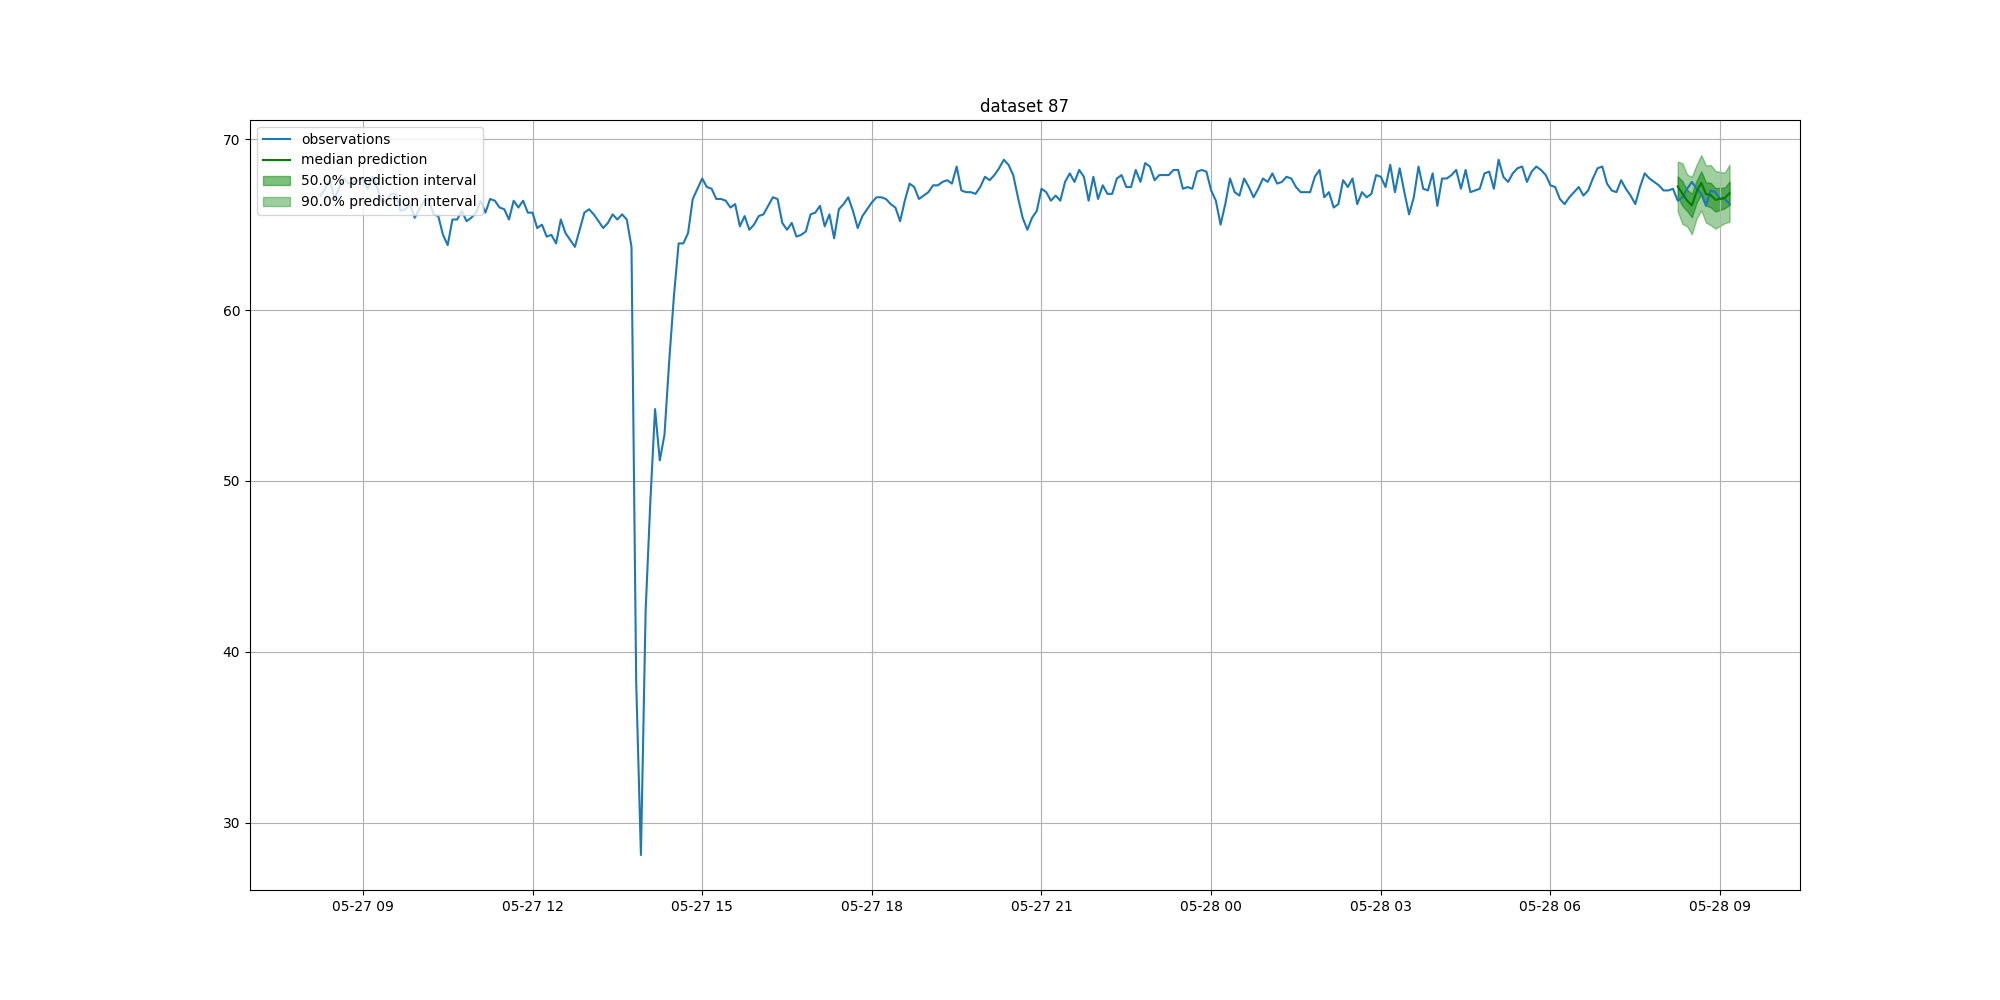 dataset 87
observations
median prediction
50.0% prediction interval
90.0% prediction interval
70
60
50
40
30
05-27 09 05-27 12 05-27 15 05-27 18 05-27 21 05-28 00 05-28 03 05-28 06 05-28 09